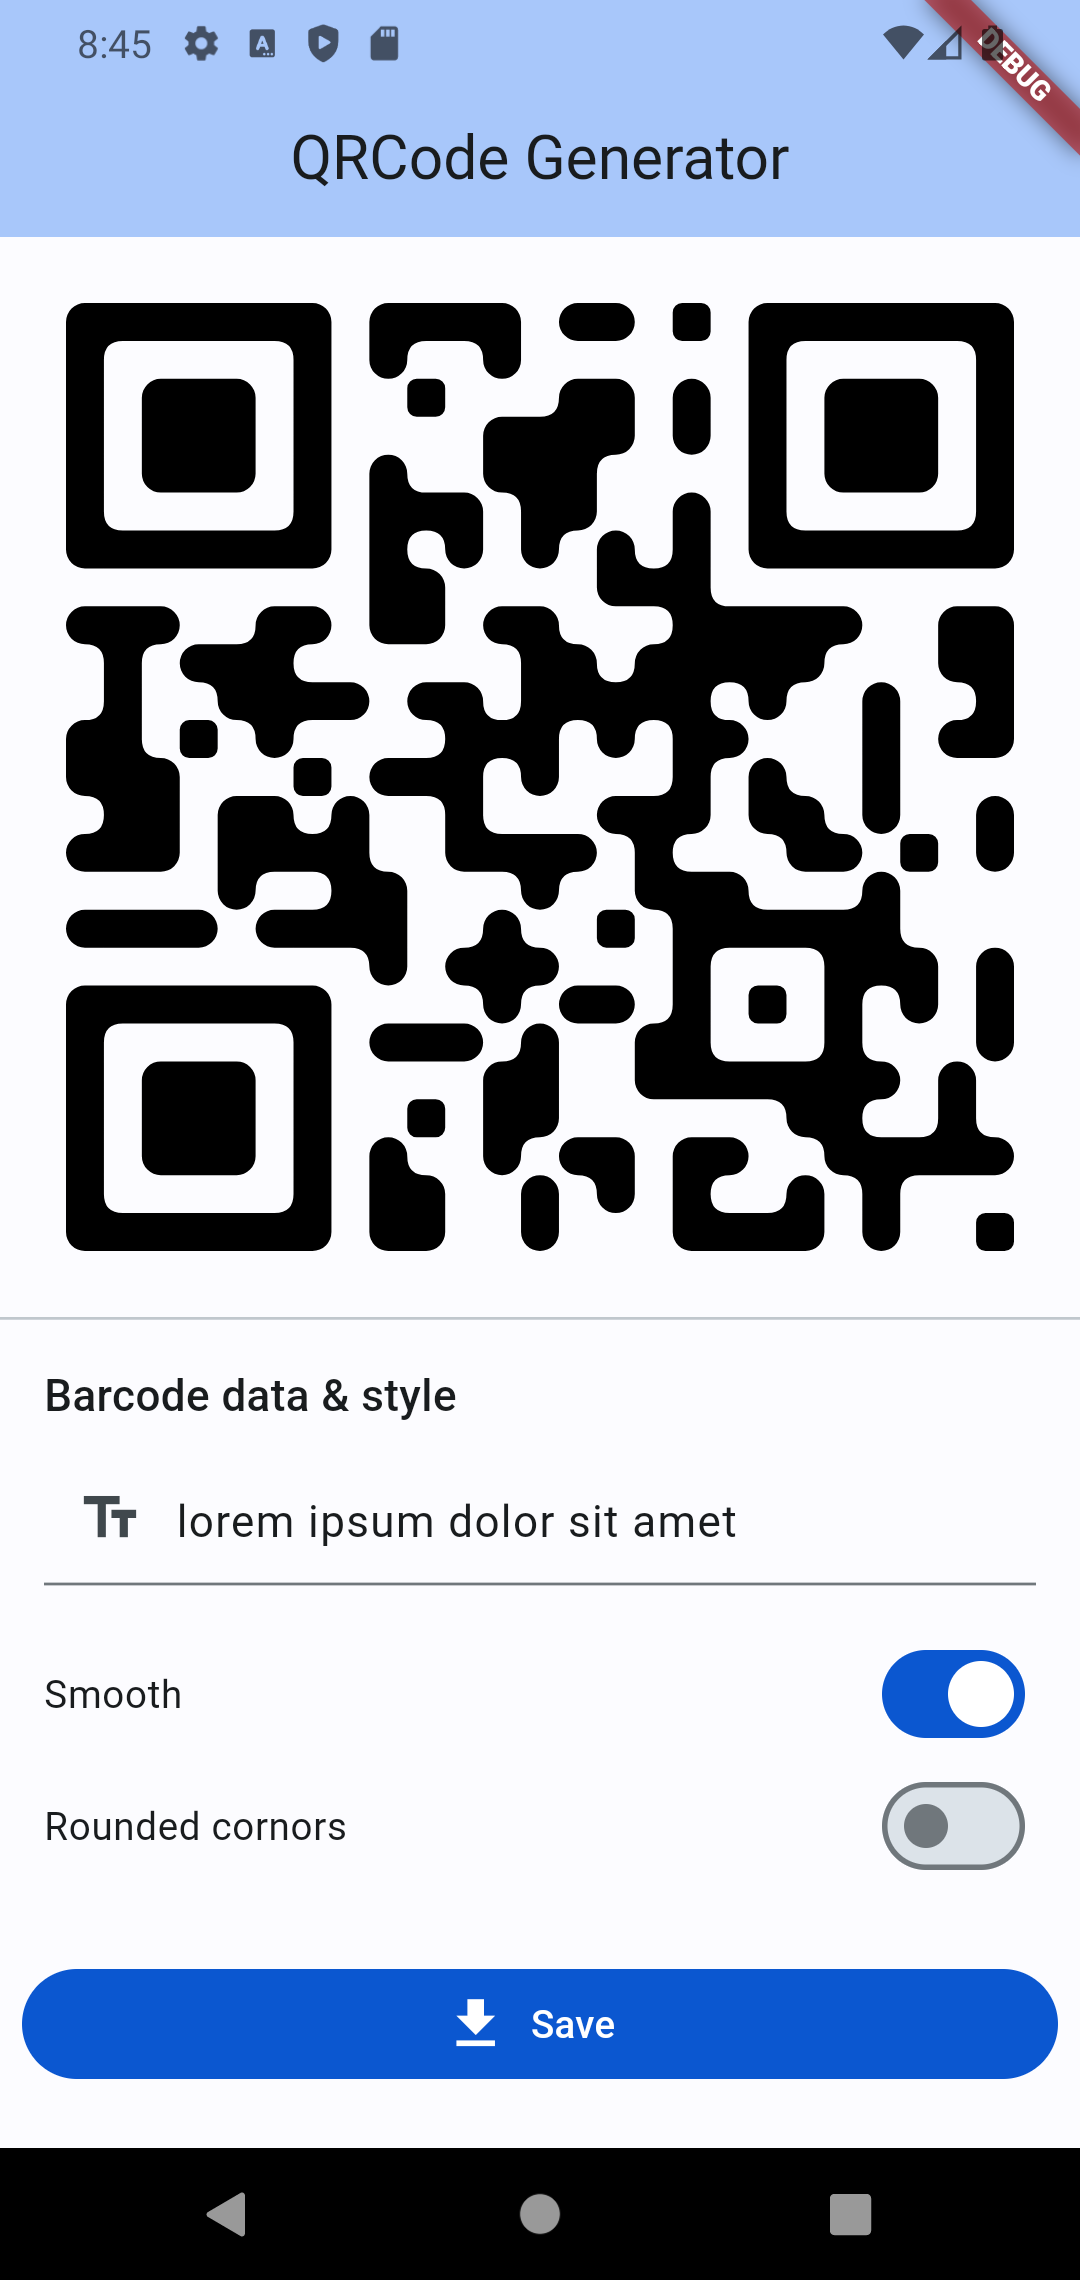 8:45
DEBUG
QRCode Generator
Barcode data & style
lorem ipsum dolor sit amet
Smooth
Rounded cornors
Save